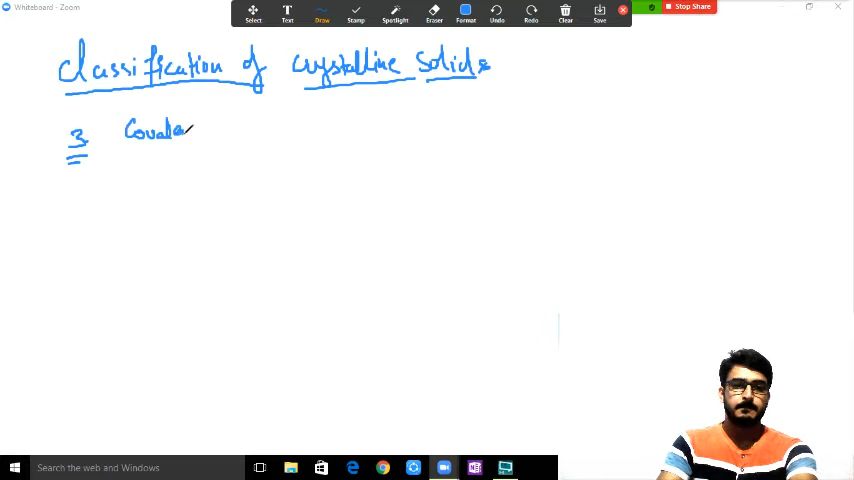 Whiteboard - Zoom
Select Text Draw Stamp Spotlight Eraser Format Undo Redo Clear Save
Stop Share
Classification of Crystalline Solids
3 Covale
Search the web and Windows